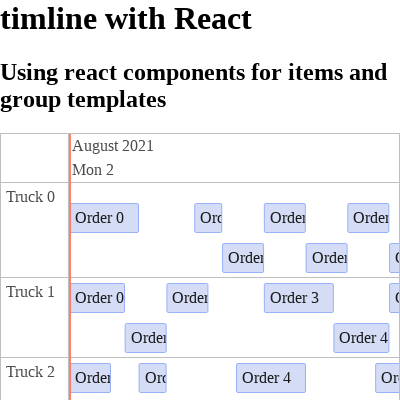 timline with React
Using react components for items and
group templates
August 2021
Mon 2
Truck 0
Order 0
Orc
Order
Order
Order
Order
Truck 1
Order 0
Order
Order 3
Order
Order 4
Truck 2
Order
Or
Order 4
Or